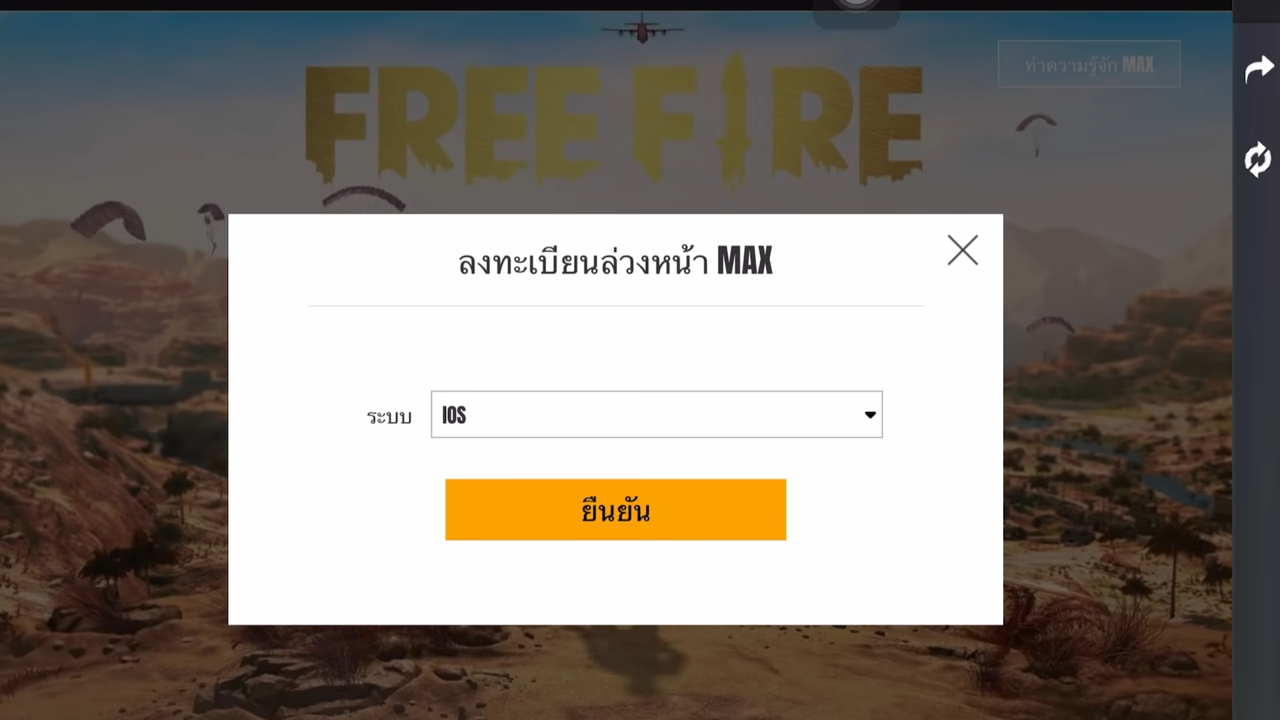 FREE FIRE
ทำความรู้จัก MAX
ลงทะเบียนล่วงหน้า MAX
ระบบ IOS
ยืนยัน